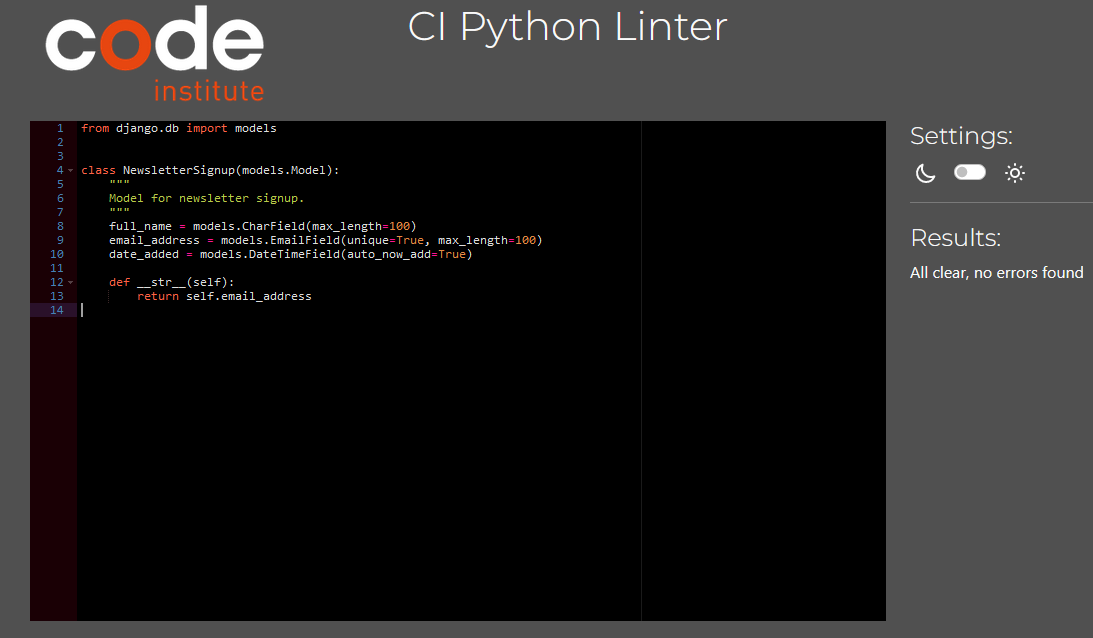 code
institute
CI Python Linter
1 from django.db import models
2
3
4 class NewsletterSignup(models.Model):
5     """
6     Model for newsletter signup.
7     """
8     full_name = models.CharField(max_length=100)
9     email_address = models.EmailField(unique=True, max_length=100)
10     date_added = models.DateTimeField(auto_now_add=True)
11
12     def __str__(self):
13         return self.email_address
14
Settings:
Results:
All clear, no errors found